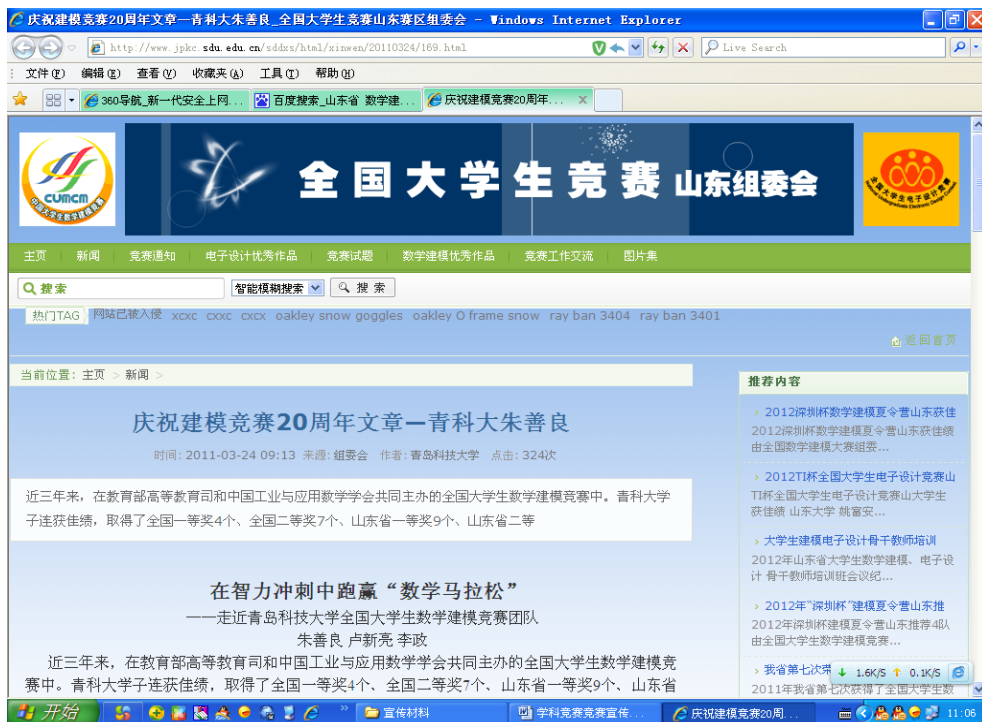 庆祝建模竞赛20周年文章—青科大朱善良_全国大学生竞赛山东赛区组委会 - Windows Internet Explorer
http://www.jpkc.sdu.edu.cn/sddxs/html/xinwen/20110324/169.html
Live Search
文件(F) 编辑(E) 查看(V) 收藏夹(A) 工具(T) 帮助(H)
360导航_新一代安全上网... 百度搜索_山东省 数学建... 庆祝建模竞赛20周年...
CUMCM
中国大学生数学建模竞赛
全国大学生竞赛 山东组委会
全国大学生电子设计竞赛
主页 新闻 竞赛通知 电子设计优秀作品 竞赛试题 数学建模优秀作品 竞赛工作交流 图片集
搜索 智能模糊搜索 搜 索
热门TAG 网站已被入侵 xcxc cxxc cxcx oakley snow goggles oakley O frame snow ray ban 3404 ray ban 3401
返回首页
当前位置: 主页 > 新闻 >
庆祝建模竞赛20周年文章—青科大朱善良
时间: 2011-03-24 09:13 来源: 组委会 作者: 青岛科技大学 点击: 324次
近三年来，在教育部高等教育司和中国工业与应用数学学会共同主办的全国大学生数学建模竞赛中。青科大学
子连获佳绩，取得了全国一等奖4个、全国二等奖7个、山东省一等奖9个、山东省二等
在智力冲刺中跑赢“数学马拉松”
——走近青岛科技大学全国大学生数学建模竞赛团队
朱善良 卢新亮 李政
近三年来，在教育部高等教育司和中国工业与应用数学学会共同主办的全国大学生数学建模竞
赛中。青科大学子连获佳绩，取得了全国一等奖4个、全国二等奖7个、山东省一等奖9个、山东省
推荐内容
2012深圳杯数学建模夏令营山东获佳
2012深圳杯数学建模夏令营山东获佳绩
由全国数学建模大赛组委...
2012TI杯全国大学生电子设计竞赛山
TI杯全国大学生电子设计竞赛山大学生
获佳绩 山东大学 姚富安...
大学生建模电子设计骨干教师培训
2012年山东省大学生数学建模、电子设
计 骨干教师培训班会议纪...
2012年"深圳杯"建模夏令营山东推
2012年深圳杯建模夏令营山东推荐4队
由全国大学生数学建模竞赛...
我省第七次荣
2011年我省第七次获得了全国大学生数
1.6K/S 0.1K/S
开始 宣传材料 学科竞赛竞赛宣传... 庆祝建模竞赛20周... 11:06